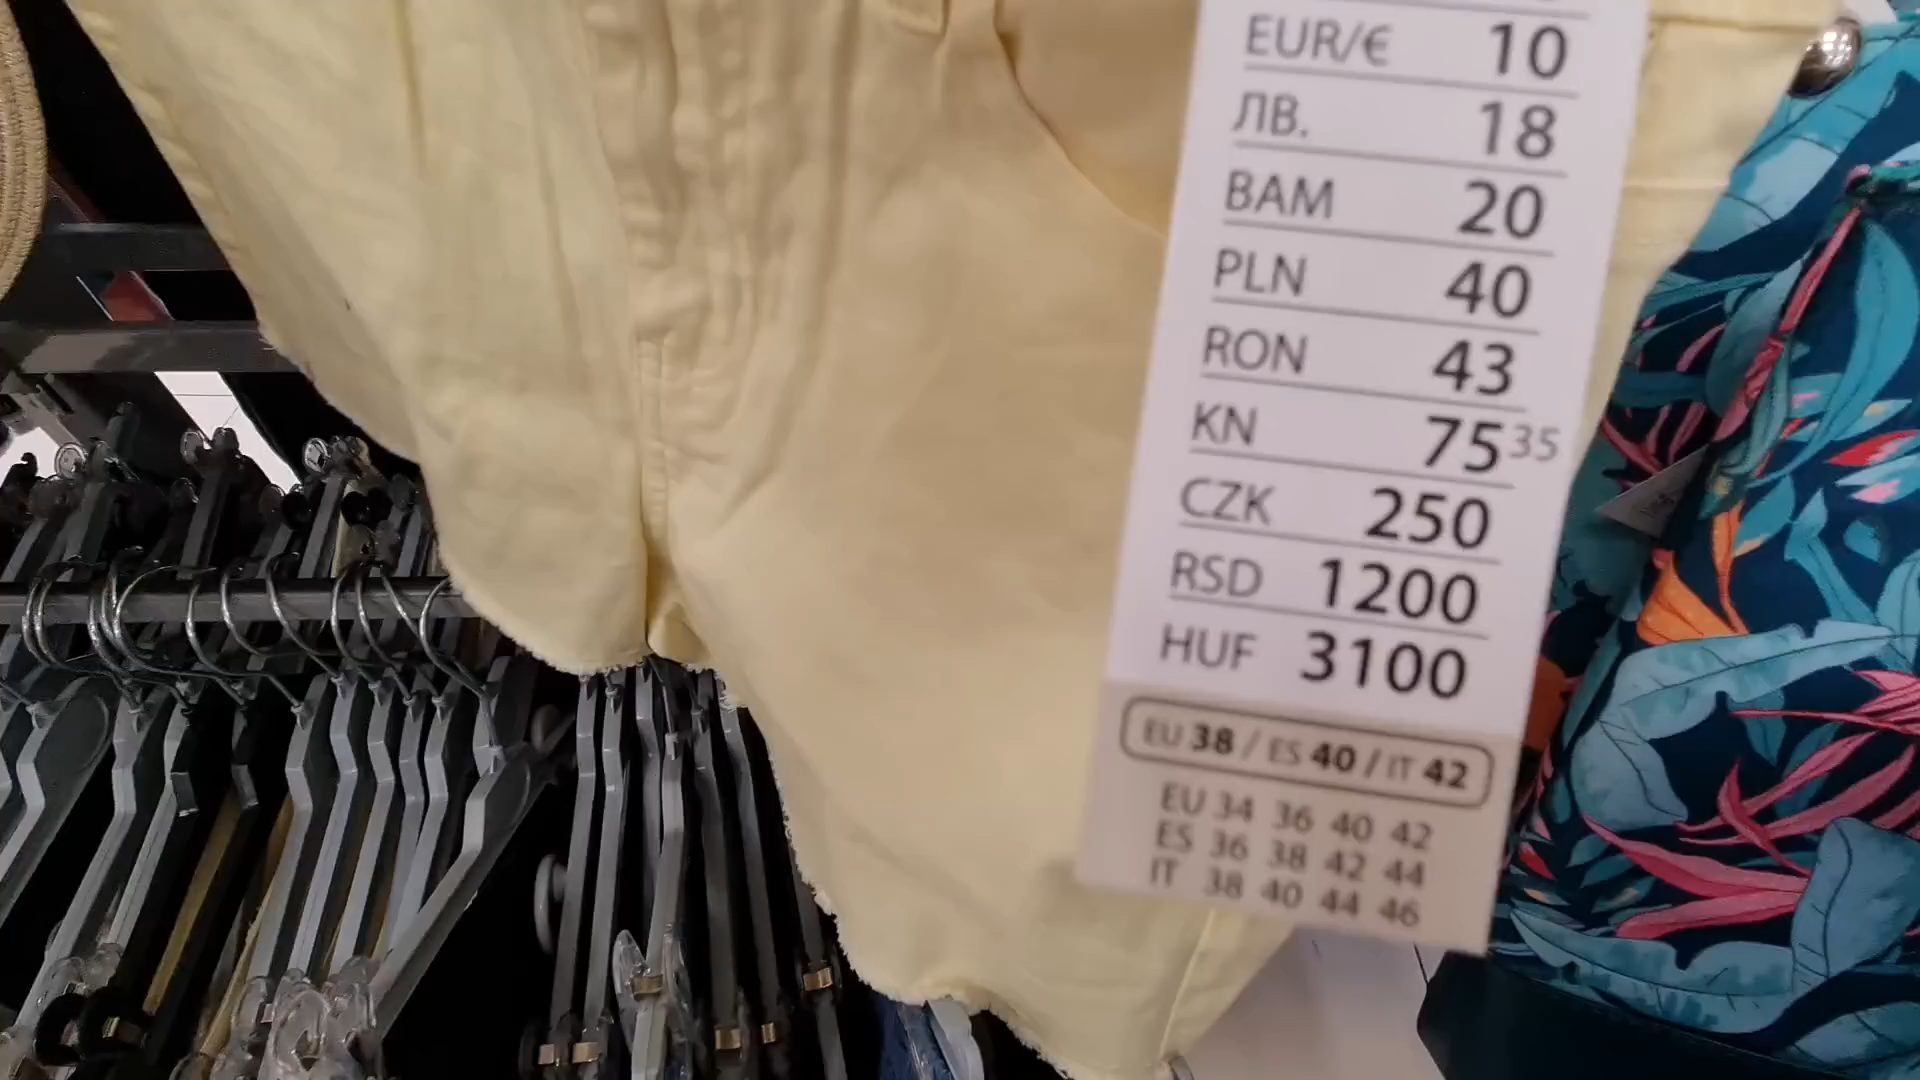 EUR/€ 10
ЛВ. 18
BAM 20
PLN 40
RON 43
KN 75 35
CZK 250
RSD 1200
HUF 3100
EU 38 / ES 40 / IT 42
EU 34 36 40 42
ES 36 38 42 44
IT 38 40 44 46